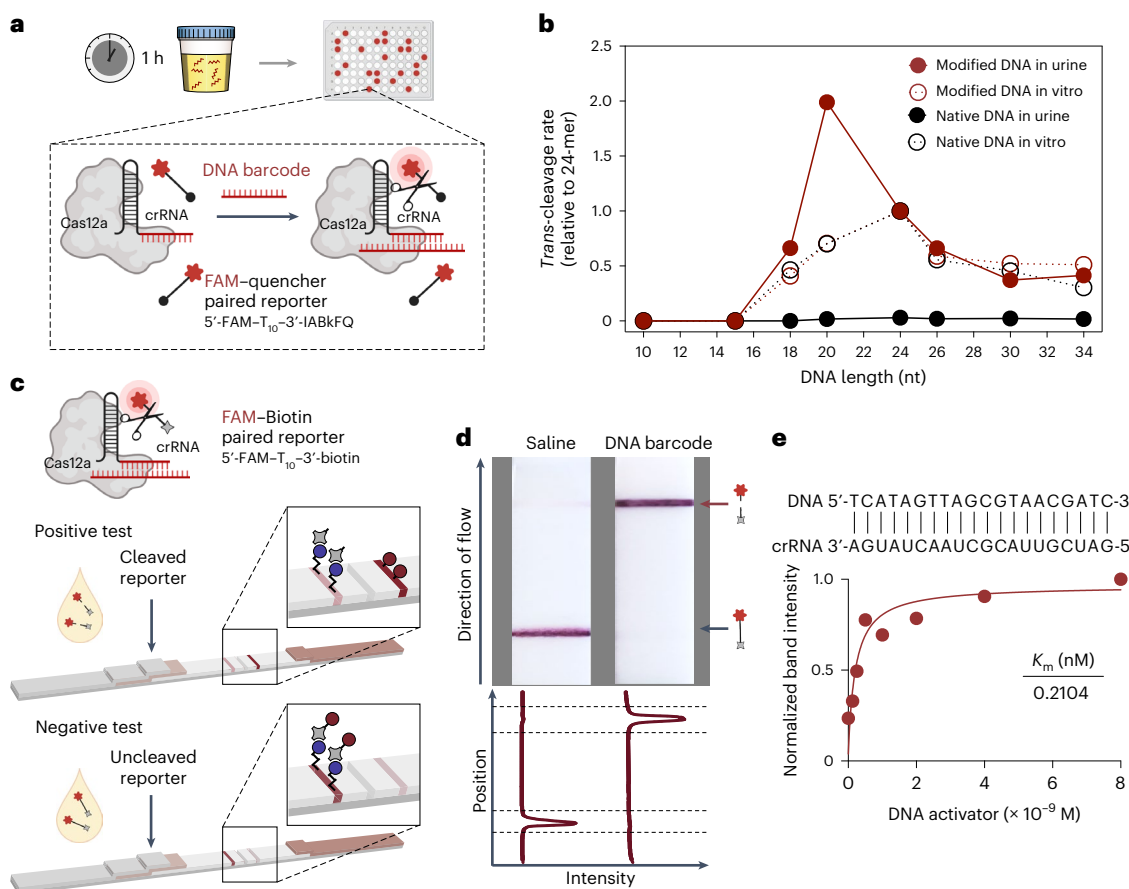 a
1 h
DNA barcode
crRNA
Cas12a
crRNA
Cas12a
FAM–quencher
paired reporter
5′-FAM–T10–3′-IABkFQ
b
Trans-cleavage rate
(relative to 24-mer)
2.5
2.0
1.5
1.0
0.5
0
10 12 14 16 18 20 22 24 26 28 30 32 34
DNA length (nt)
Modified DNA in urine
Modified DNA in vitro
Native DNA in urine
Native DNA in vitro
c
crRNA
Cas12a
FAM–Biotin
paired reporter
5′-FAM–T10–3′-biotin
Positive test
Cleaved
reporter
Negative test
Uncleaved
reporter
d
Saline DNA barcode
Direction of flow
Position
Intensity
e
DNA 5′-TCATAGTTAGCGTAACGATC-3
crRNA 3′-AGUAUCAAUCGCAUUGCUAG-5
Normalized band intensity
1.0
0.5
0
0 2 4 6 8
DNA activator (× 10−9 M)
Km (nM)
0.2104